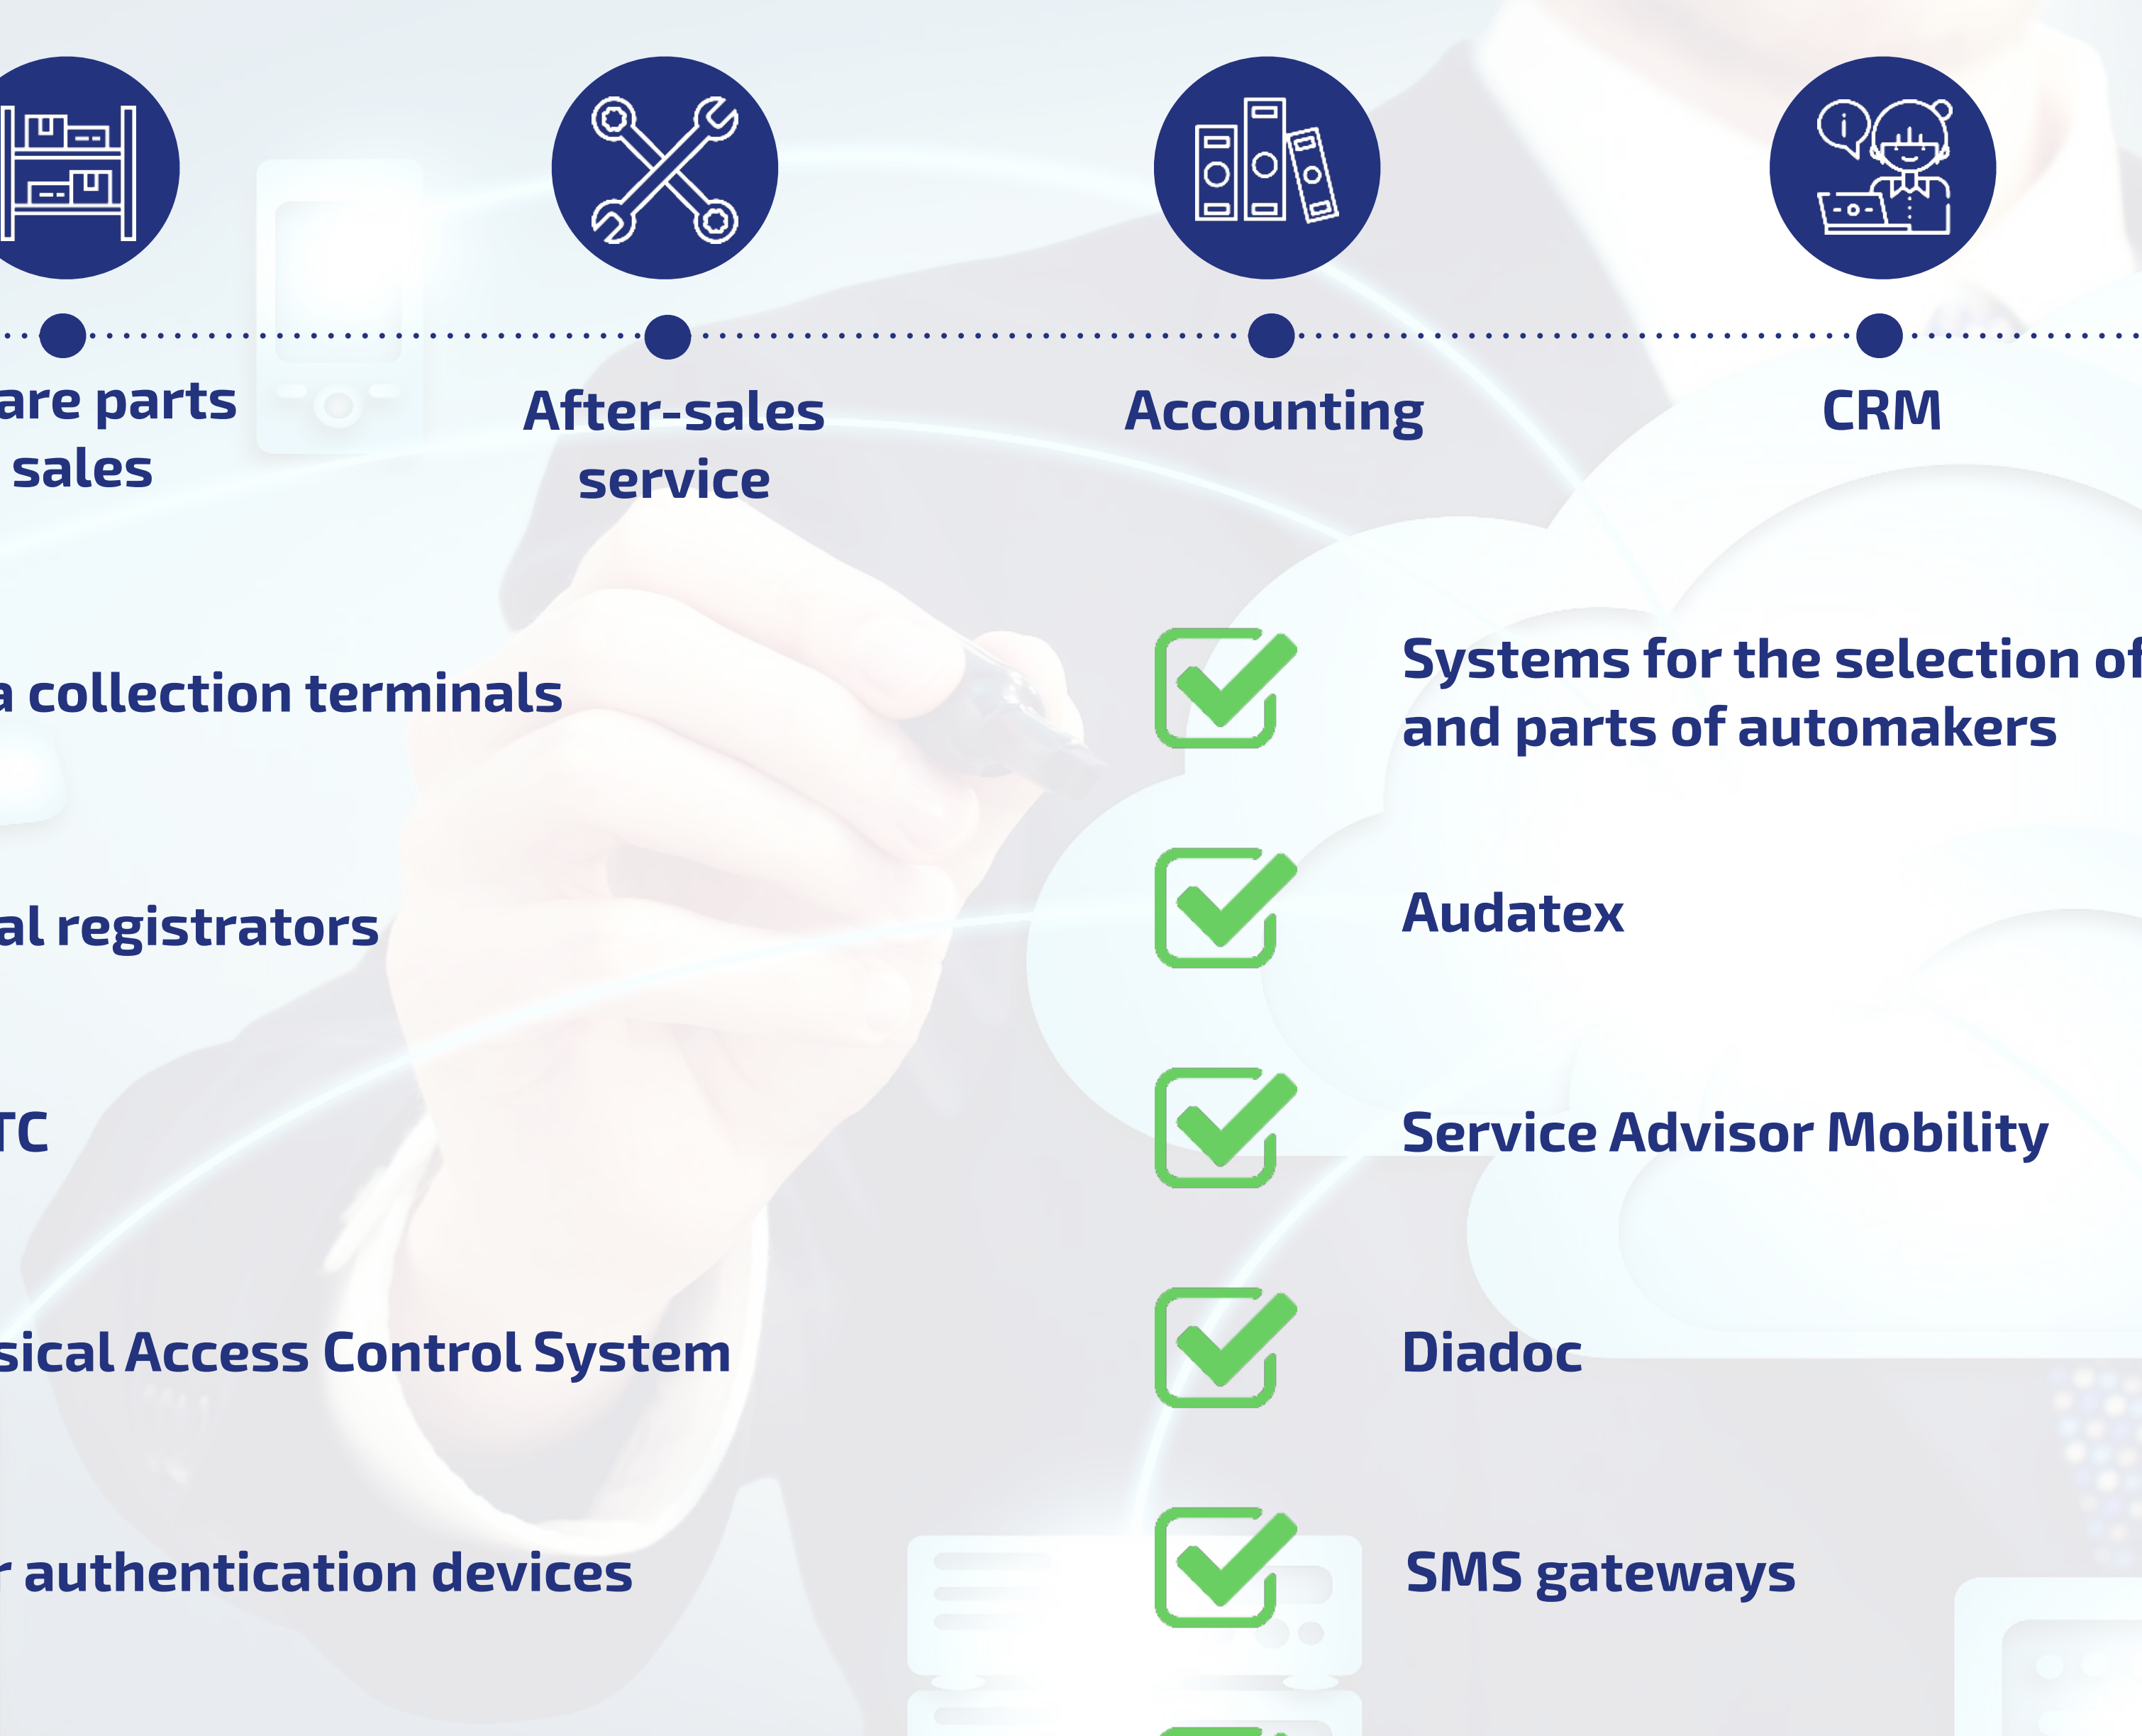 are parts
sales
After-sales
service
Accounting
CRM
a collection terminals
al registrators
TC
sical Access Control System
r authentication devices
Systems for the selection of
and parts of automakers
Audatex
Service Advisor Mobility
Diadoc
SMS gateways